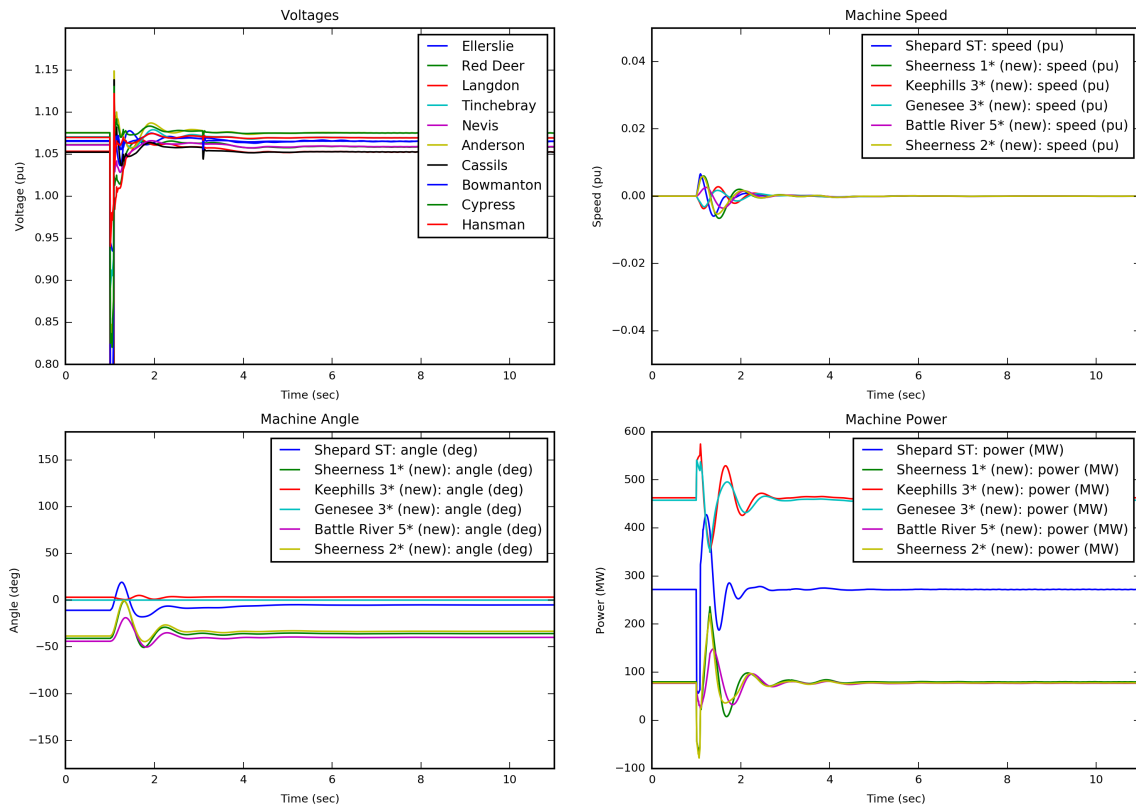 Voltages
1.15
1.10
1.05
1.00
0.95
0.90
0.85
0.80
Voltage (pu)
0 2 4 6 8 10
Time (sec)
Ellerslie
Red Deer
Langdon
Tinchebray
Nevis
Anderson
Cassils
Bowmanton
Cypress
Hansman
Machine Speed
0.04
0.02
0.00
−0.02
−0.04
Speed (pu)
0 2 4 6 8 10
Time (sec)
Shepard ST: speed (pu)
Sheerness 1* (new): speed (pu)
Keephills 3* (new): speed (pu)
Genesee 3* (new): speed (pu)
Battle River 5* (new): speed (pu)
Sheerness 2* (new): speed (pu)
Machine Angle
150
100
50
0
−50
−100
−150
Angle (deg)
0 2 4 6 8 10
Time (sec)
Shepard ST: angle (deg)
Sheerness 1* (new): angle (deg)
Keephills 3* (new): angle (deg)
Genesee 3* (new): angle (deg)
Battle River 5* (new): angle (deg)
Sheerness 2* (new): angle (deg)
Machine Power
600
500
400
300
200
100
0
−100
Power (MW)
0 2 4 6 8 10
Time (sec)
Shepard ST: power (MW)
Sheerness 1* (new): power (MW)
Keephills 3* (new): power (MW)
Genesee 3* (new): power (MW)
Battle River 5* (new): power (MW)
Sheerness 2* (new): power (MW)